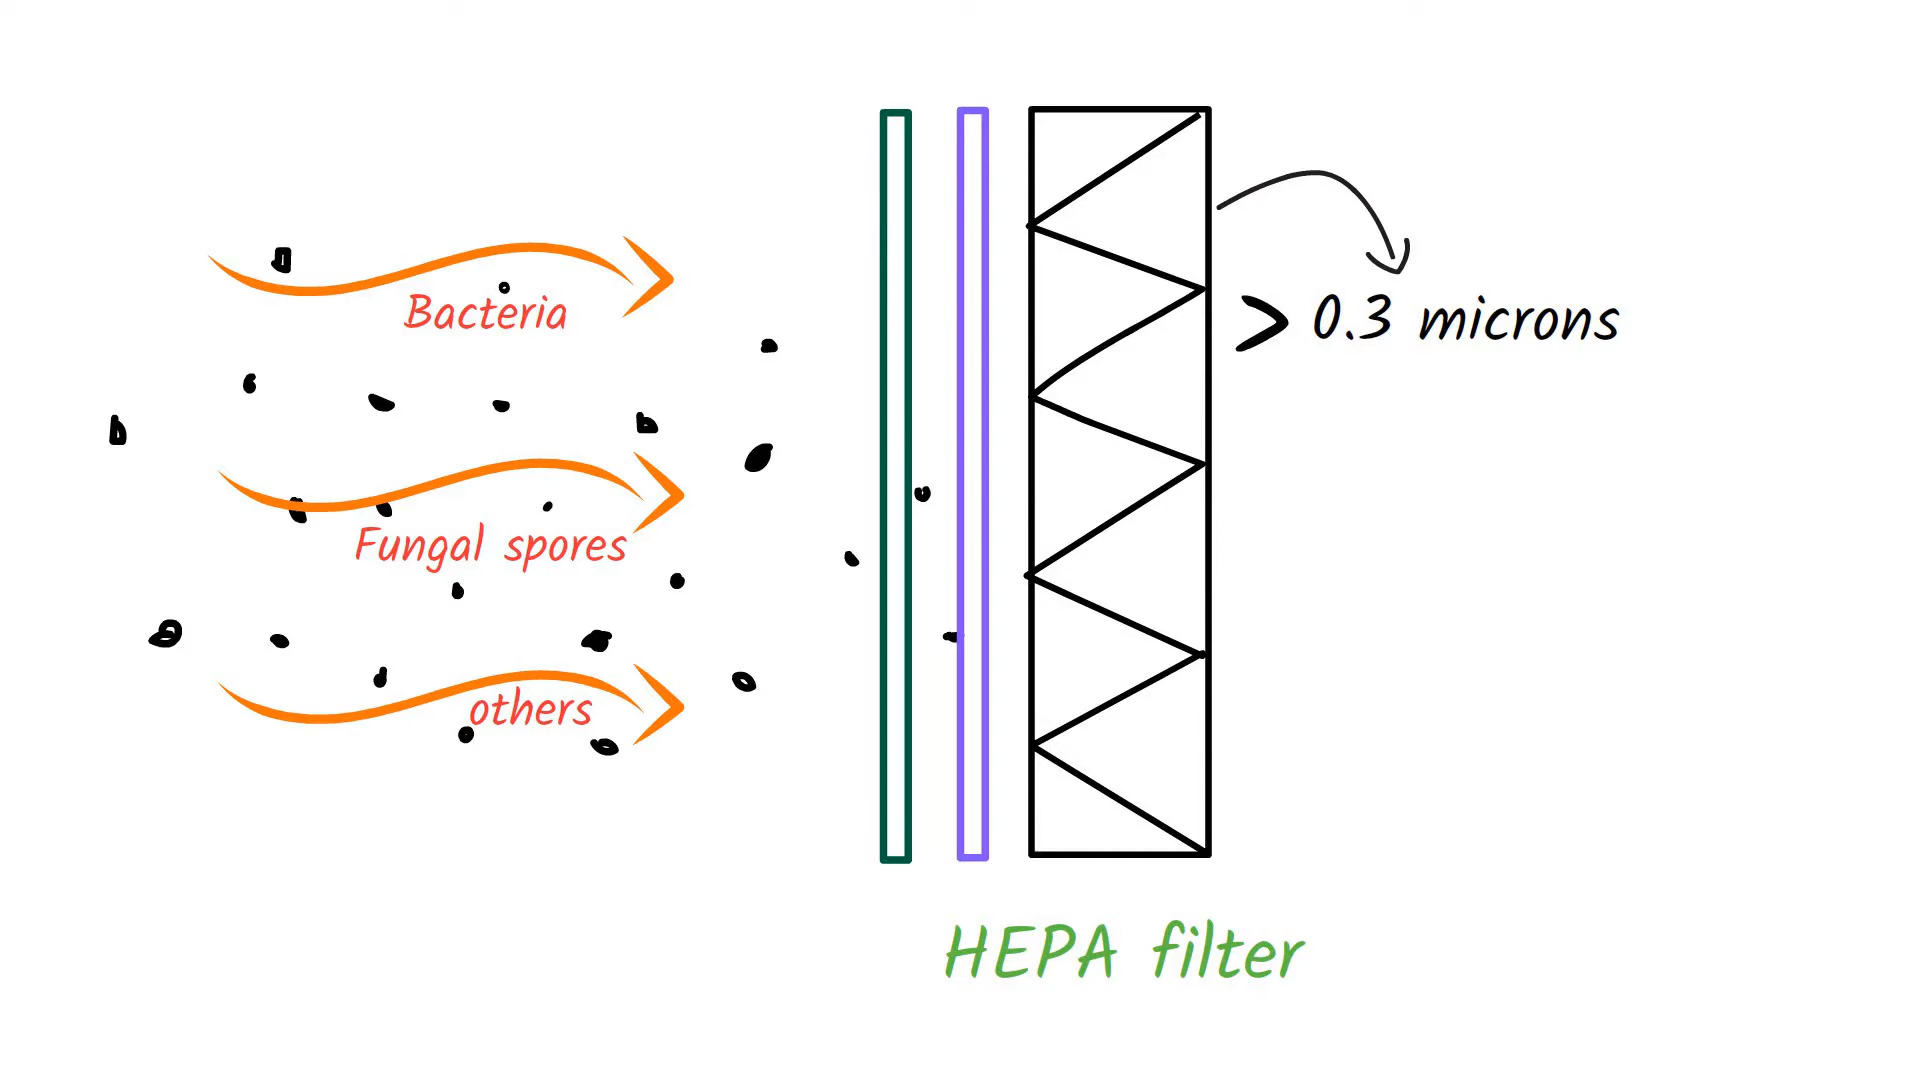 Bacteria
> 0.3 microns
Fungal spores
others
HEPA filter